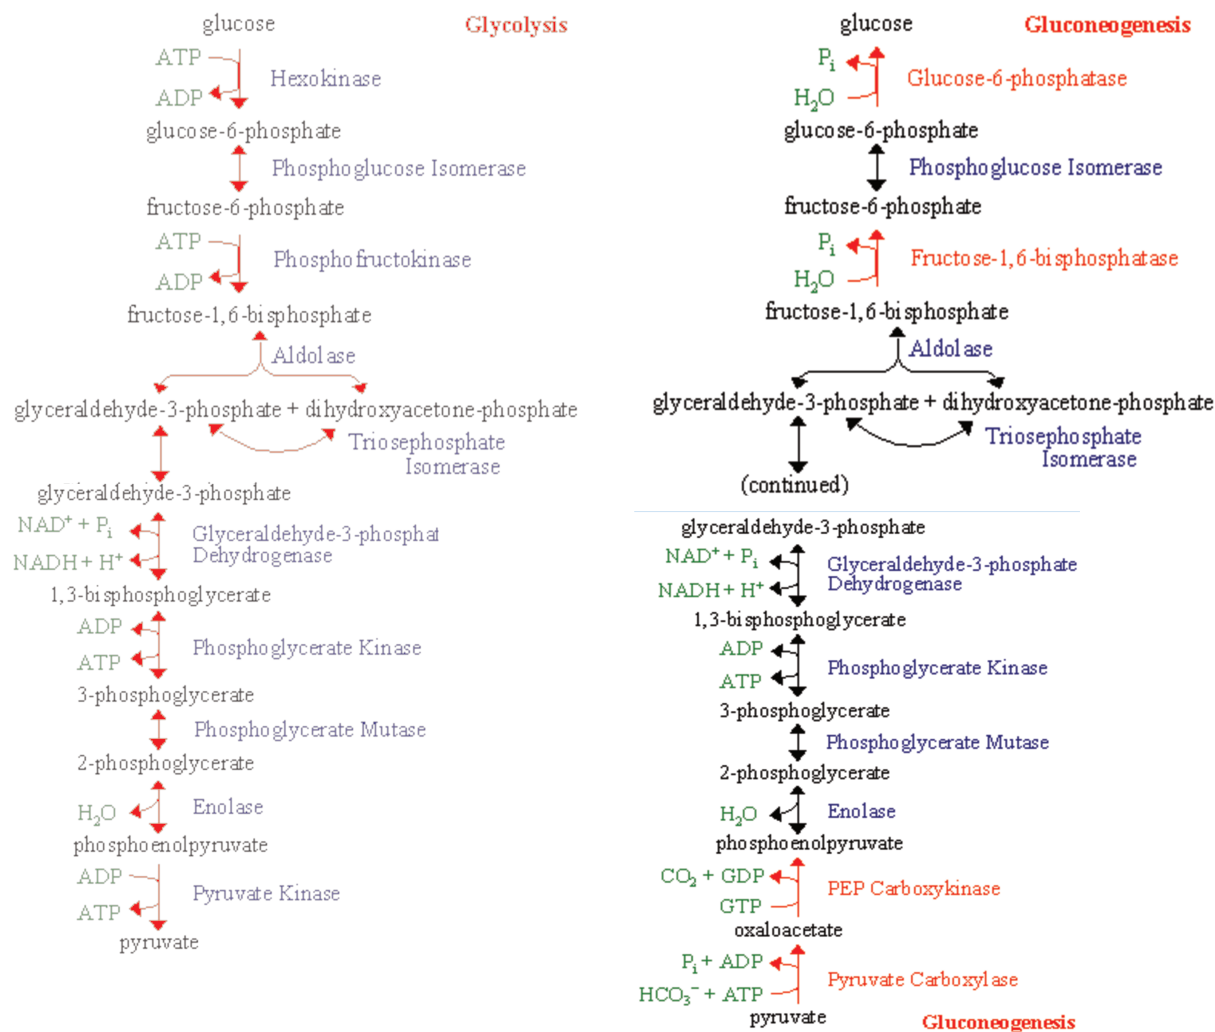 glucose
Glycolysis
ATP
Hexokinase
ADP
glucose-6-phosphate
Phosphoglucose Isomerase
fructose-6-phosphate
ATP
Phosphofructokinase
ADP
fructose-1,6-bisphosphate
Aldolase
glyceraldehyde-3-phosphate + dihydroxyacetone-phosphate
Triosephosphate
Isomerase
glyceraldehyde-3-phosphate
NAD⁺ + Pᵢ
Glyceraldehyde-3-phosphat
NADH + H⁺
Dehydrogenase
1,3-bisphosphoglycerate
ADP
Phosphoglycerate Kinase
ATP
3-phosphoglycerate
Phosphoglycerate Mutase
2-phosphoglycerate
H₂O
Enolase
phosphoenolpyruvate
ADP
Pyruvate Kinase
ATP
pyruvate
glucose
Gluconeogenesis
Pᵢ
Glucose-6-phosphatase
H₂O
glucose-6-phosphate
Phosphoglucose Isomerase
fructose-6-phosphate
Pᵢ
Fructose-1,6-bisphosphatase
H₂O
fructose-1,6-bisphosphate
Aldolase
glyceraldehyde-3-phosphate + dihydroxyacetone-phosphate
Triosephosphate
Isomerase
(continued)
glyceraldehyde-3-phosphate
NAD⁺ + Pᵢ
Glyceraldehyde-3-phosphate
NADH + H⁺
Dehydrogenase
1,3-bisphosphoglycerate
ADP
Phosphoglycerate Kinase
ATP
3-phosphoglycerate
Phosphoglycerate Mutase
2-phosphoglycerate
H₂O
Enolase
phosphoenolpyruvate
CO₂ + GDP
PEP Carboxykinase
GTP
oxaloacetate
Pᵢ + ADP
Pyruvate Carboxylase
HCO₃⁻ + ATP
pyruvate
Gluconeogenesis